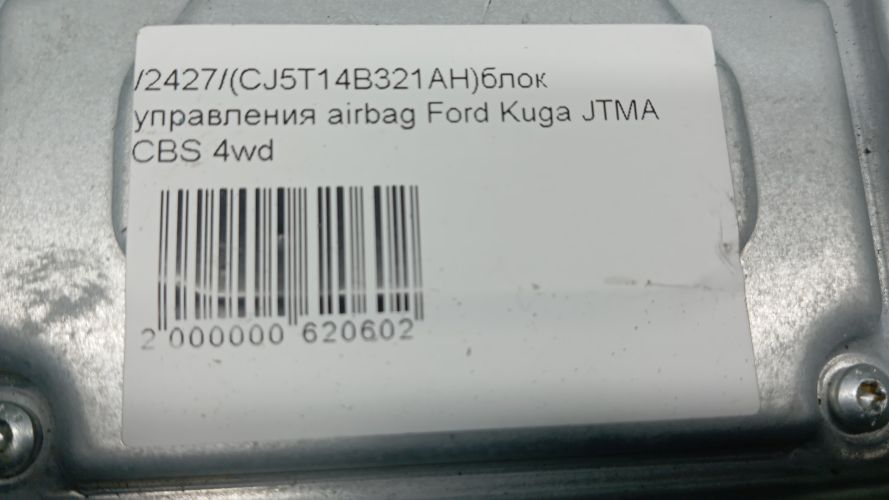 /2427/(CJ5T14B321AH)блок
управления airbag Ford Kuga JTMA
CBS 4wd
2 000000 620602